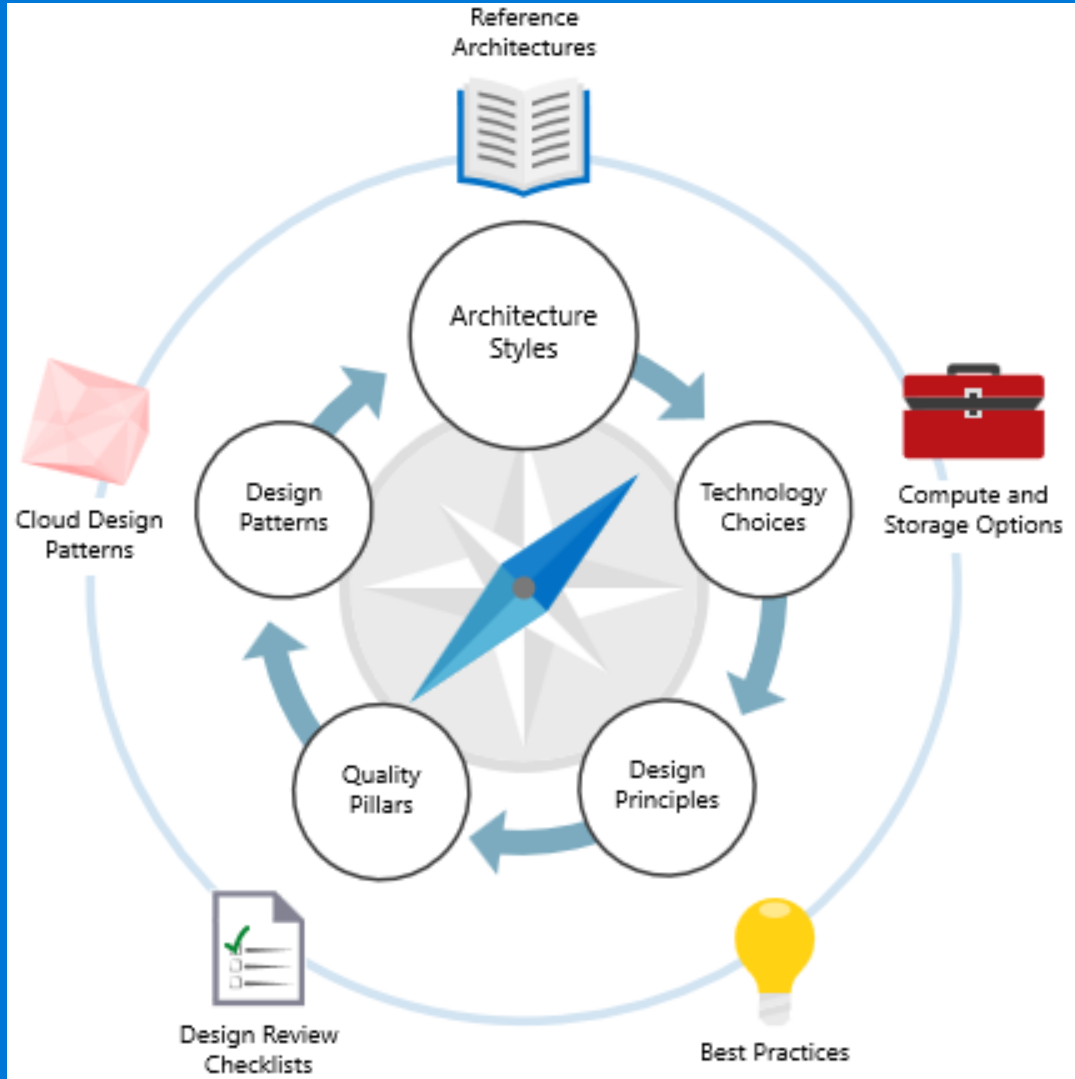 Reference
Architectures
Architecture
Styles
Design
Patterns
Technology
Choices
Cloud Design
Patterns
Compute and
Storage Options
Quality
Pillars
Design
Principles
Design Review
Checklists
Best Practices